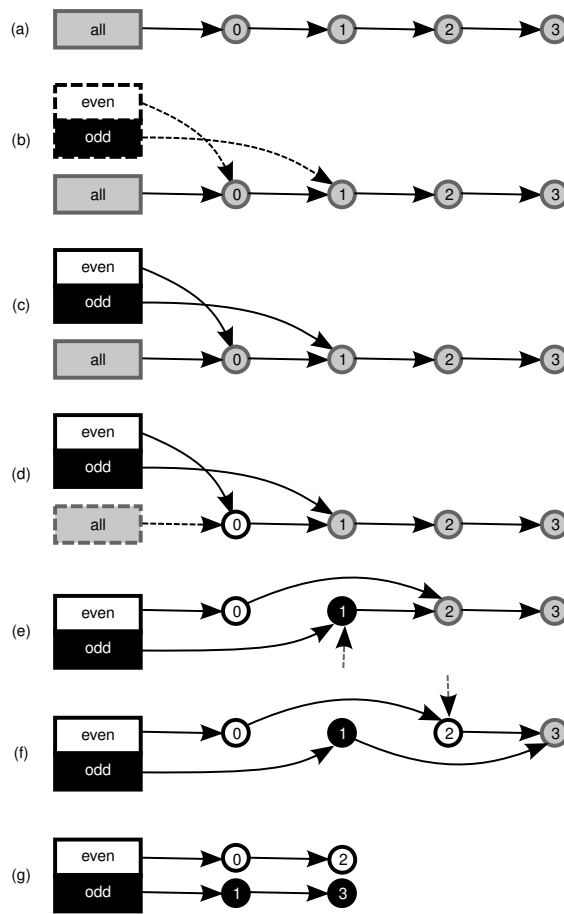 (a) all 0 1 2 3
even
(b) odd
all 0 1 2 3
even
(c) odd
all 0 1 2 3
even
(d) odd
all 0 1 2 3
even 0 1 2 3
(e) odd
even 0 1 2 3
(f) odd
even 0 2
(g) odd 1 3